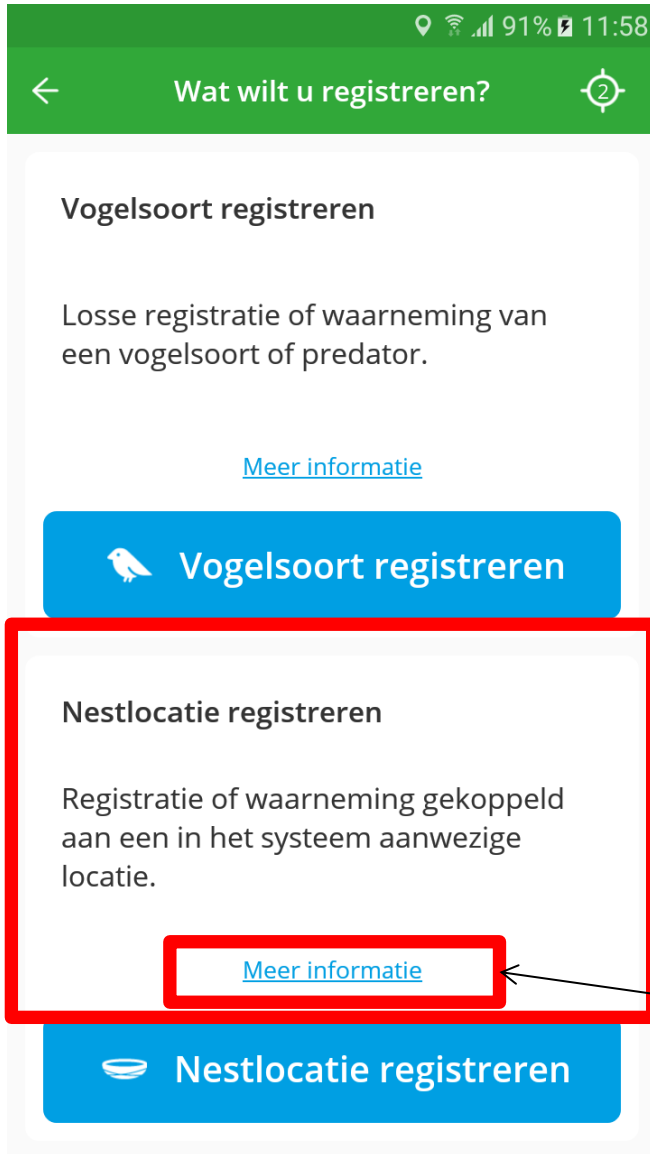 91% 11:58
Wat wilt u registreren?
2
Vogelsoort registreren
Losse registratie of waarneming van
een vogelsoort of predator.
Meer informatie
Vogelsoort registreren
Nestlocatie registreren
Registratie of waarneming gekoppeld
aan een in het systeem aanwezige
locatie.
Meer informatie
Nestlocatie registreren